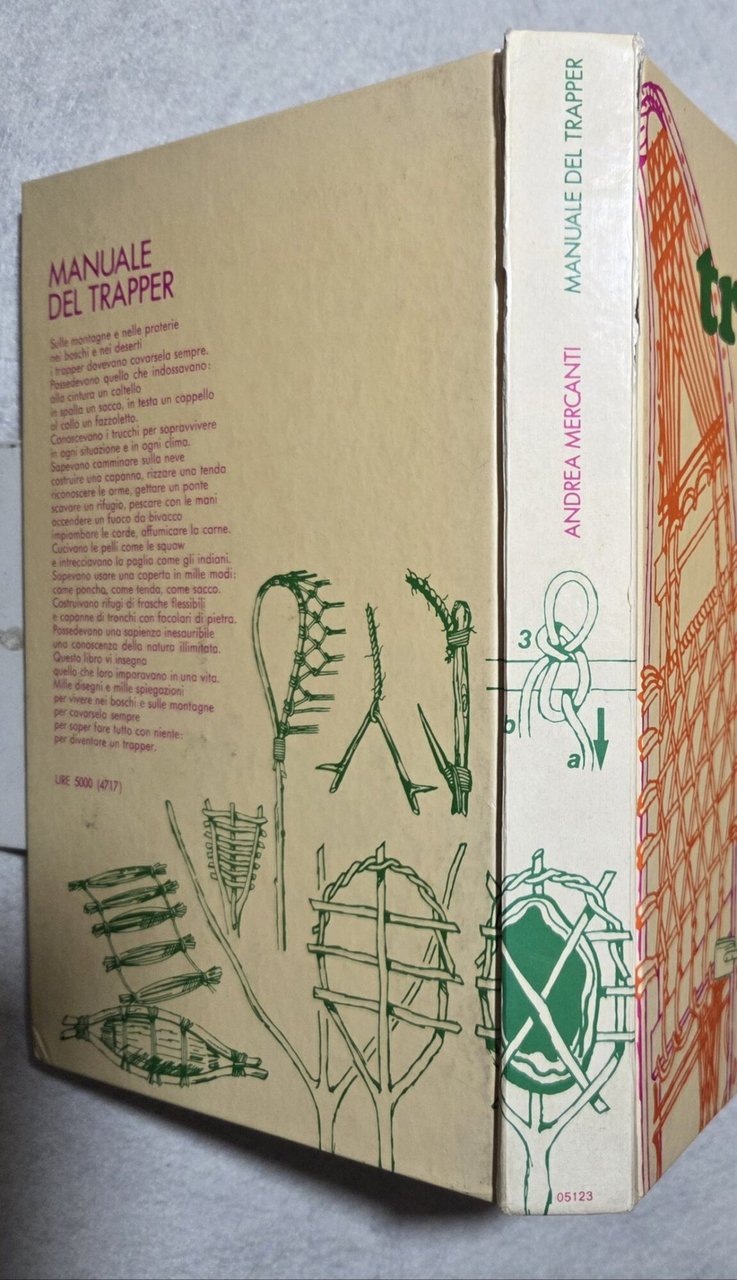 MANUALE
DEL TRAPPER
Sulle montagne e nelle praterie
nei boschi e nei deserti
i trapper dovevano cavarsela sempre.
Possedevano quello che indossavano:
alla cintura un coltello
in spalla un sacco, in testa un cappello
al collo un fazzoletto.
Conoscevano i trucchi per sopravvivere
in ogni situazione e in ogni clima.
Sapevano camminare sulla neve
costruire una capanna, rizzare una tenda
riconoscere le orme, gettare un ponte
scavare un rifugio, pescare con le mani
accendere un fuoco da bivacco
impiombare le corde, affumicare la carne.
Cucivano le pelli come le squaw
e intrecciavano la paglia come gli indiani.
Sapevano usare una coperta in mille modi:
come poncho, come tenda, come sacco.
Costruivano rifugi di frasche flessibili
e capanne di tronchi con focolari di pietra.
Possedevano una sapienza inesauribile
una conoscenza della natura illimitata.
Questo libro vi insegna
quello che loro imparavano in una vita.
Mille disegni e mille spiegazioni
per vivere nei boschi e sulle montagne
per cavarsela sempre
per saper fare tutto con niente:
per diventare un trapper.
LIRE 5000 (4717)
ANDREA MERCANTI MANUALE DEL TRAPPER
3
b
a
05123
tr